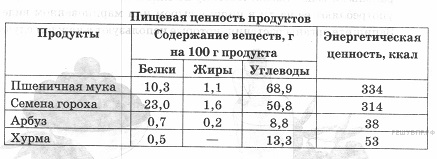 Пищевая ценность продуктов
Продукты | Содержание веществ, г на 100 г продукта | Энергетическая ценность, ккал
Белки | Жиры | Углеводы
Пшеничная мука | 10,3 | 1,1 | 68,9 | 334
Семена гороха | 23,0 | 1,6 | 50,8 | 314
Арбуз | 0,7 | 0,2 | 8,8 | 38
Хурма | 0,5 | — | 13,3 | 53